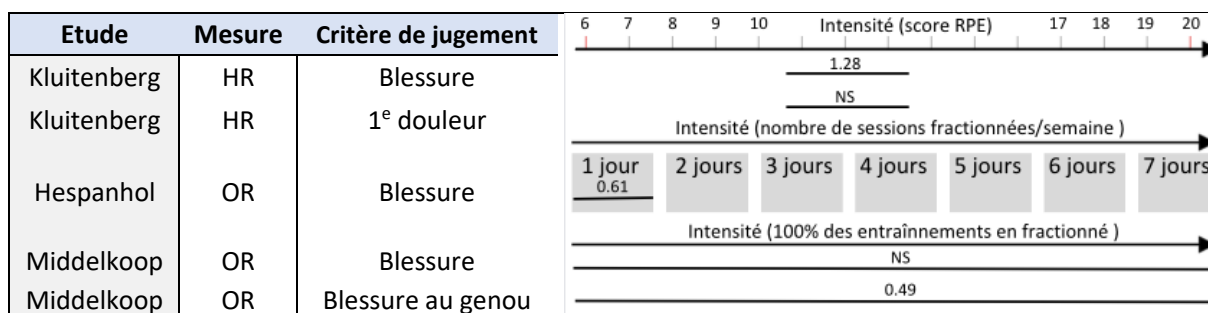 Etude Mesure Critère de jugement
6 7 8 9 10 Intensité (score RPE) 17 18 19 20
Kluitenberg HR Blessure 1.28
Kluitenberg HR 1e douleur NS
Intensité (nombre de sessions fractionnées/semaine )
1 jour 2 jours 3 jours 4 jours 5 jours 6 jours 7 jours
Hespanhol OR Blessure 0.61
Intensité (100% des entraînnements en fractionné )
Middelkoop OR Blessure NS
Middelkoop OR Blessure au genou 0.49